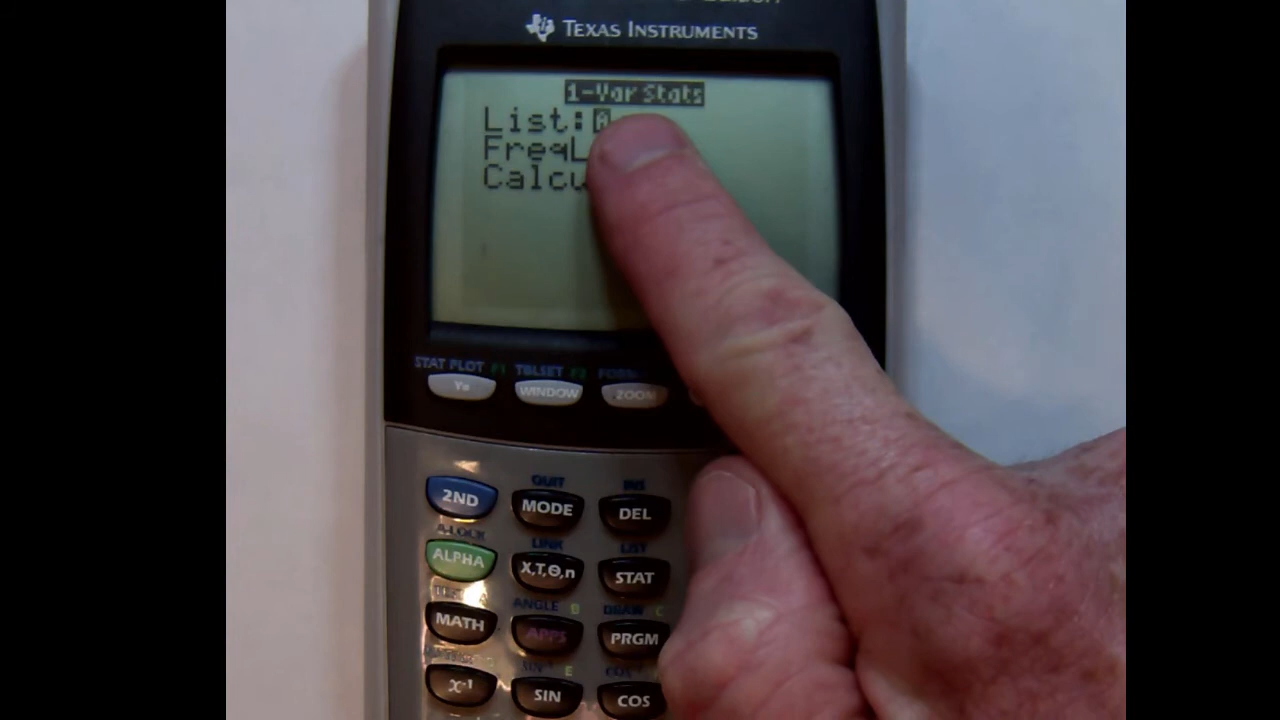 TEXAS INSTRUMENTS
1-Var Stats
List:A
FreqL
Calcu
STAT PLOT F1 TBLSET F2
Y= WINDOW ZOOM
QUIT
2ND MODE DEL
A-LOCK LINK LIST
ALPHA X,T,Θ,n STAT
ANGLE B DRAW C
MATH APPS PRGM
E
x⁻¹ SIN COS